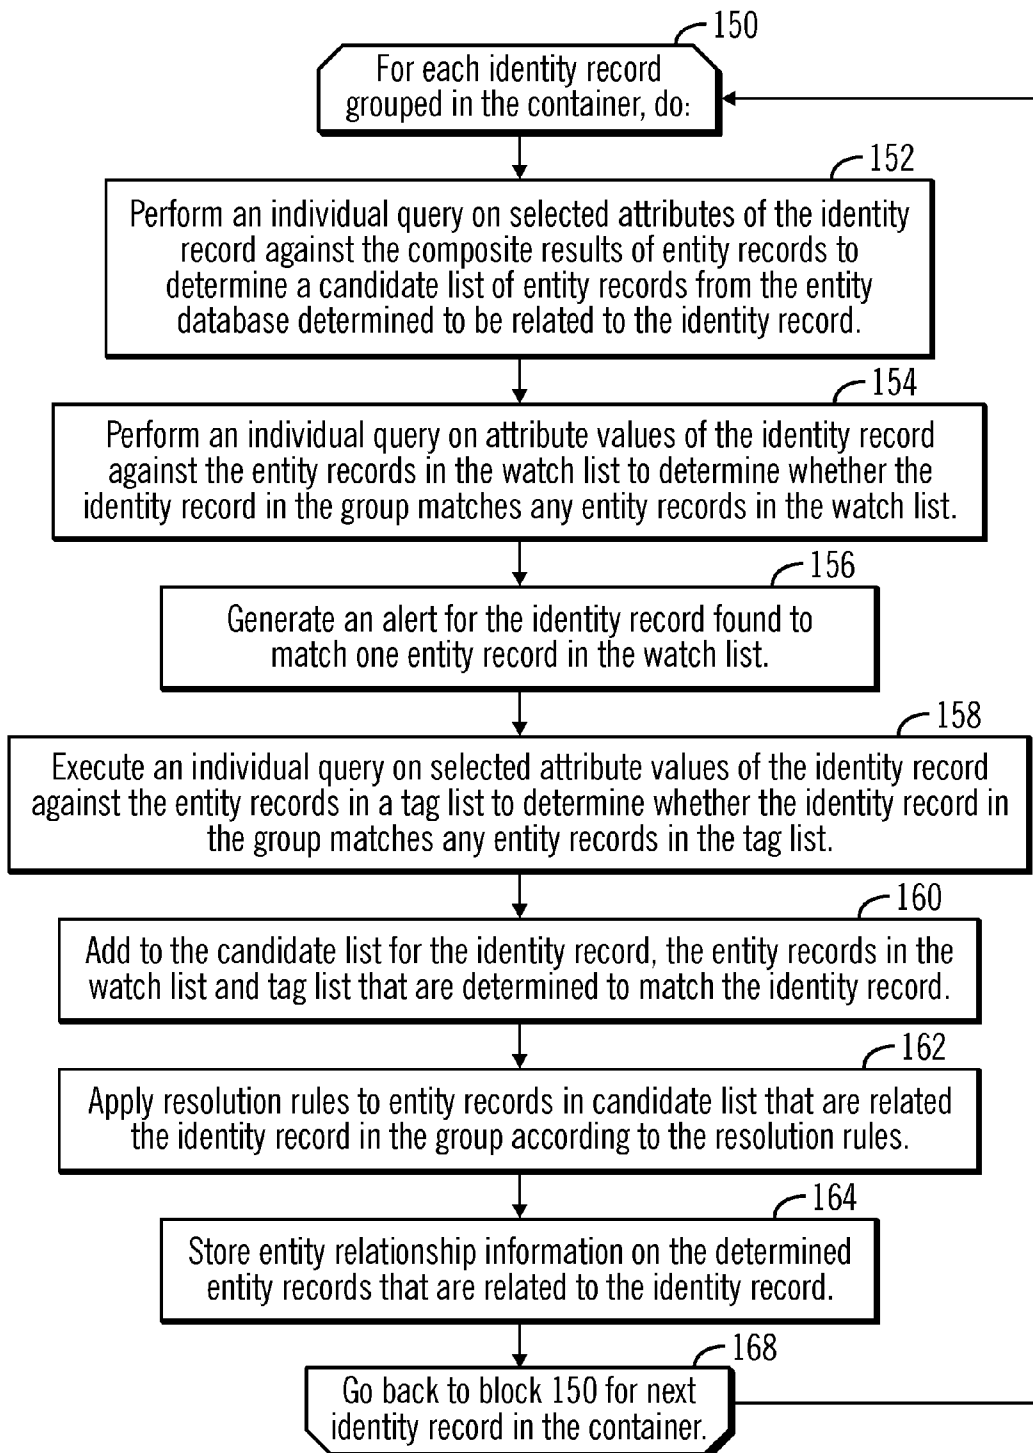 150
For each identity record
grouped in the container, do:
152
Perform an individual query on selected attributes of the identity
record against the composite results of entity records to
determine a candidate list of entity records from the entity
database determined to be related to the identity record.
154
Perform an individual query on attribute values of the identity record
against the entity records in the watch list to determine whether the
identity record in the group matches any entity records in the watch list.
156
Generate an alert for the identity record found to
match one entity record in the watch list.
158
Execute an individual query on selected attribute values of the identity record
against the entity records in a tag list to determine whether the identity record in
the group matches any entity records in the tag list.
160
Add to the candidate list for the identity record, the entity records in the
watch list and tag list that are determined to match the identity record.
162
Apply resolution rules to entity records in candidate list that are related
the identity record in the group according to the resolution rules.
164
Store entity relationship information on the determined
entity records that are related to the identity record.
168
Go back to block 150 for next
identity record in the container.